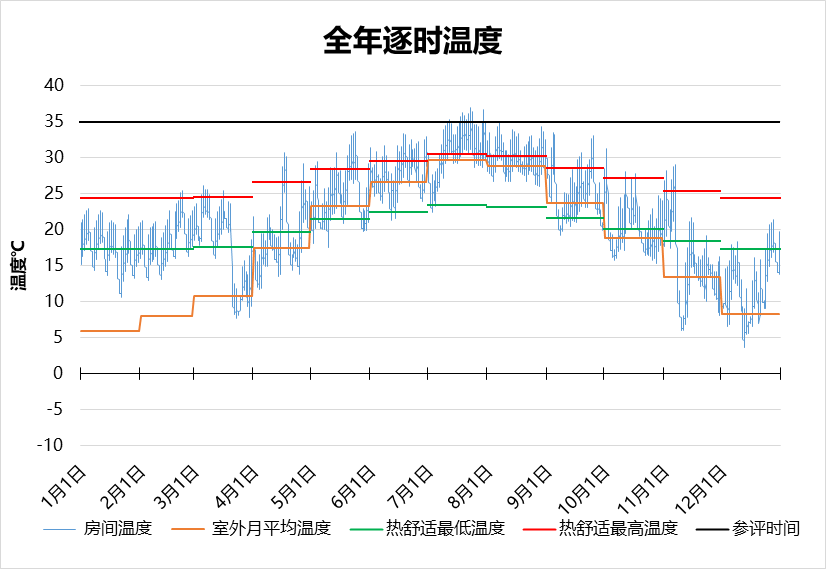 全年逐时温度
温度℃
40
35
30
25
20
15
10
5
0
-5
-10
1月1日
2月1日
3月1日
4月1日
5月1日
6月1日
7月1日
8月1日
9月1日
10月1日
11月1日
12月1日
房间温度
室外月平均温度
热舒适最低温度
热舒适最高温度
参评时间